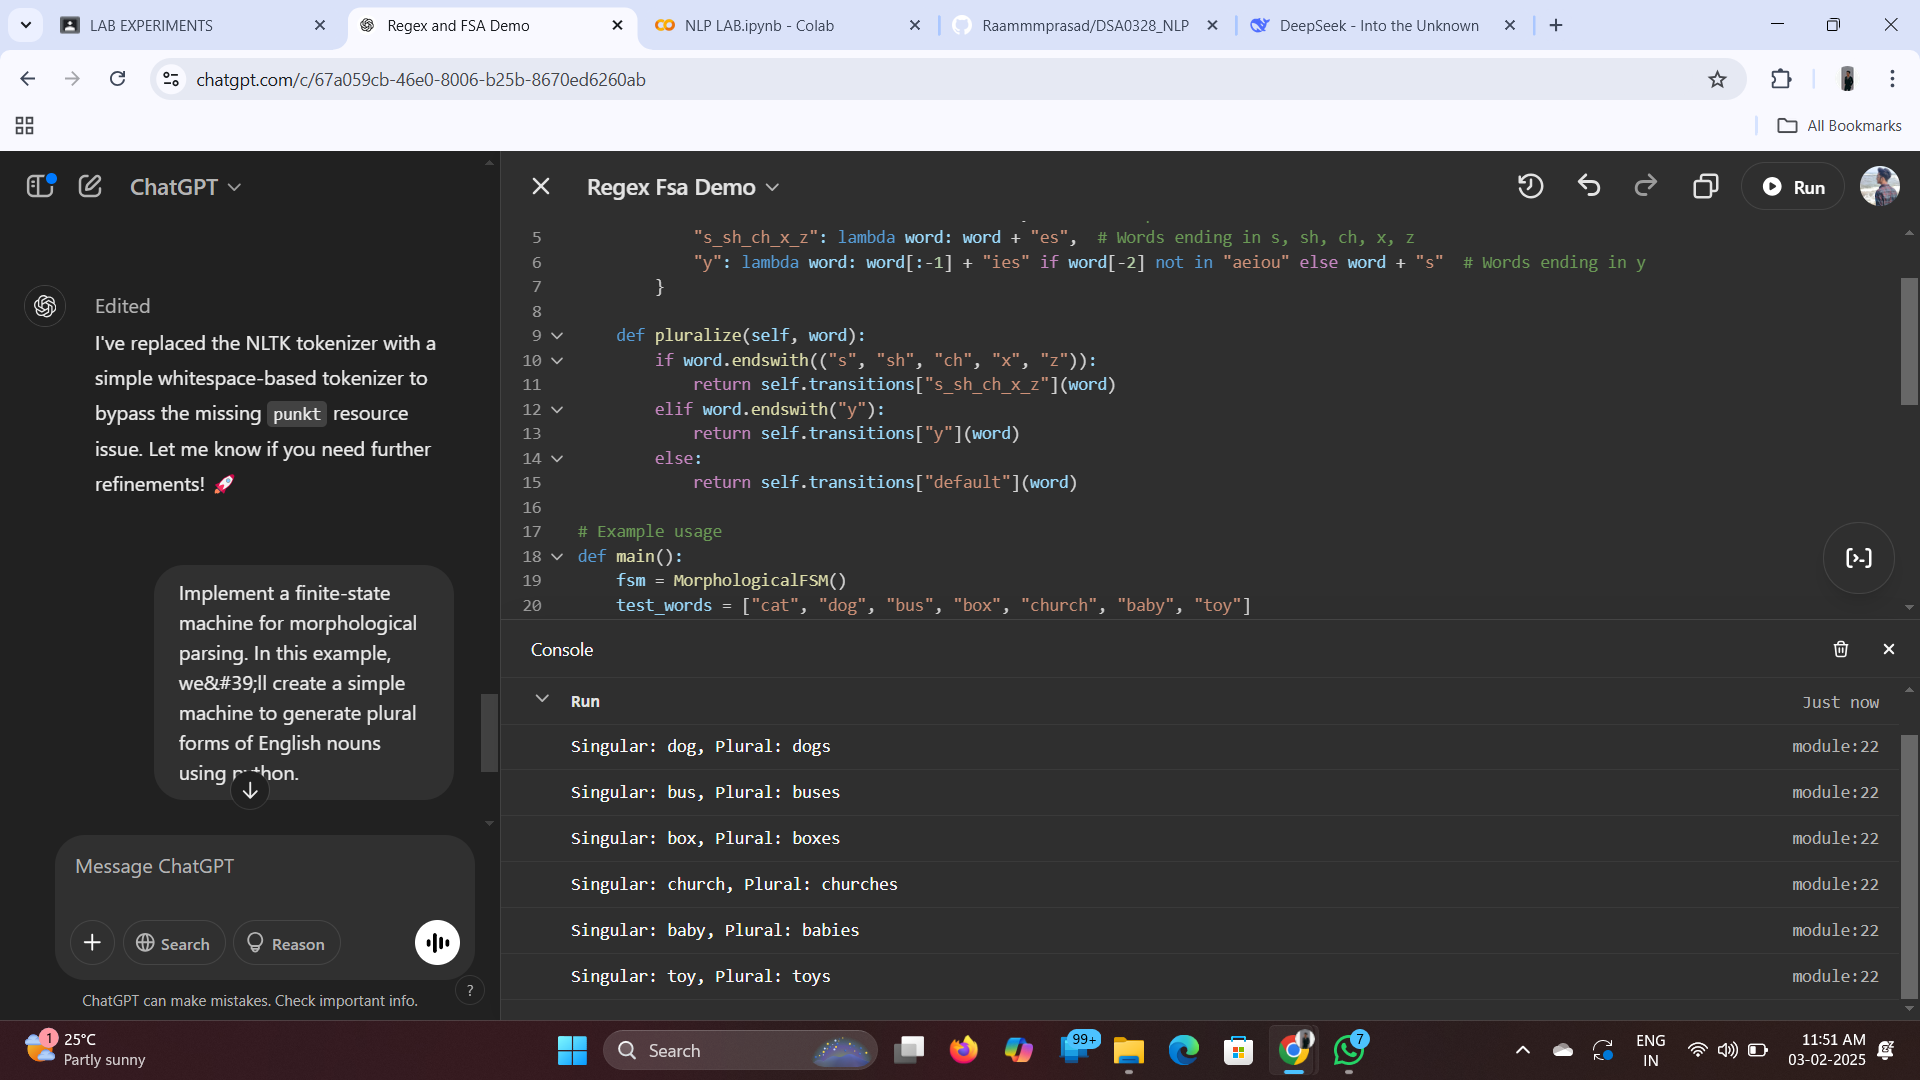 LAB EXPERIMENTS
Regex and FSA Demo
NLP LAB.ipynb - Colab
Raammmprasad/DSA0328_NLP
DeepSeek - Into the Unknown
chatgpt.com/c/67a059cb-46e0-8006-b25b-8670ed6260ab
All Bookmarks
ChatGPT
Edited
I've replaced the NLTK tokenizer with a
simple whitespace-based tokenizer to
bypass the missing punkt resource
issue. Let me know if you need further
refinements! 🚀
Implement a finite-state
machine for morphological
parsing. In this example,
we&#39;ll create a simple
machine to generate plural
forms of English nouns
using python.
Message ChatGPT
Search
Reason
ChatGPT can make mistakes. Check important info.
?
Regex Fsa Demo
Run
5 "s_sh_ch_x_z": lambda word: word + "es",  # Words ending in s, sh, ch, x, z
6 "y": lambda word: word[:-1] + "ies" if word[-2] not in "aeiou" else word + "s"  # Words ending in y
7 }
8
9 def pluralize(self, word):
10 if word.endswith(("s", "sh", "ch", "x", "z")):
11 return self.transitions["s_sh_ch_x_z"](word)
12 elif word.endswith("y"):
13 return self.transitions["y"](word)
14 else:
15 return self.transitions["default"](word)
16
17 # Example usage
18 def main():
19 fsm = MorphologicalFSM()
20 test_words = ["cat", "dog", "bus", "box", "church", "baby", "toy"]
Console
Run
Just now
Singular: dog, Plural: dogs module:22
Singular: bus, Plural: buses module:22
Singular: box, Plural: boxes module:22
Singular: church, Plural: churches module:22
Singular: baby, Plural: babies module:22
Singular: toy, Plural: toys module:22
1
25°C
Partly sunny
Search
99+
7
ENG
IN
11:51 AM
03-02-2025